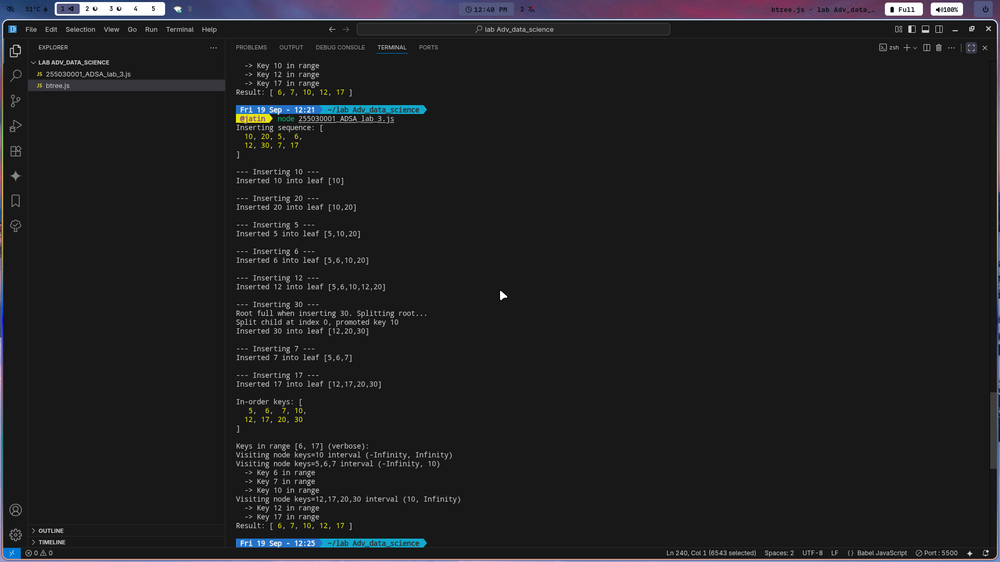 51°C
1
2
3
4
5
12:40 PM
2
btree.js - lab Adv_data_…
Full
100%
File Edit Selection View Go Run Terminal Help
lab Adv_data_science
EXPLORER
LAB ADV_DATA_SCIENCE
JS 255030001_ADSA_lab_3.js
JS btree.js
OUTLINE
TIMELINE
PROBLEMS OUTPUT DEBUG CONSOLE TERMINAL PORTS
zsh
-> Key 10 in range
-> Key 12 in range
-> Key 17 in range
Result: [ 6, 7, 10, 12, 17 ]
Fri 19 Sep - 12:21 ~/lab Adv_data_science
@jatin node 255030001_ADSA_lab_3.js
Inserting sequence: [
10, 20, 5, 6,
12, 30, 7, 17
]
--- Inserting 10 ---
Inserted 10 into leaf [10]
--- Inserting 20 ---
Inserted 20 into leaf [10,20]
--- Inserting 5 ---
Inserted 5 into leaf [5,10,20]
--- Inserting 6 ---
Inserted 6 into leaf [5,6,10,20]
--- Inserting 12 ---
Inserted 12 into leaf [5,6,10,12,20]
--- Inserting 30 ---
Root full when inserting 30. Splitting root...
Split child at index 0, promoted key 10
Inserted 30 into leaf [12,20,30]
--- Inserting 7 ---
Inserted 7 into leaf [5,6,7]
--- Inserting 17 ---
Inserted 17 into leaf [12,17,20,30]
In-order keys: [
5, 6, 7, 10,
12, 17, 20, 30
]
Keys in range [6, 17] (verbose):
Visiting node keys=10 interval (-Infinity, Infinity)
Visiting node keys=5,6,7 interval (-Infinity, 10)
-> Key 6 in range
-> Key 7 in range
-> Key 10 in range
Visiting node keys=12,17,20,30 interval (10, Infinity)
-> Key 12 in range
-> Key 17 in range
Result: [ 6, 7, 10, 12, 17 ]
Fri 19 Sep - 12:25 ~/lab Adv_data_science
0 0
Ln 240, Col 1 (6543 selected) Spaces: 2 UTF-8 LF {} Babel JavaScript Port : 5500